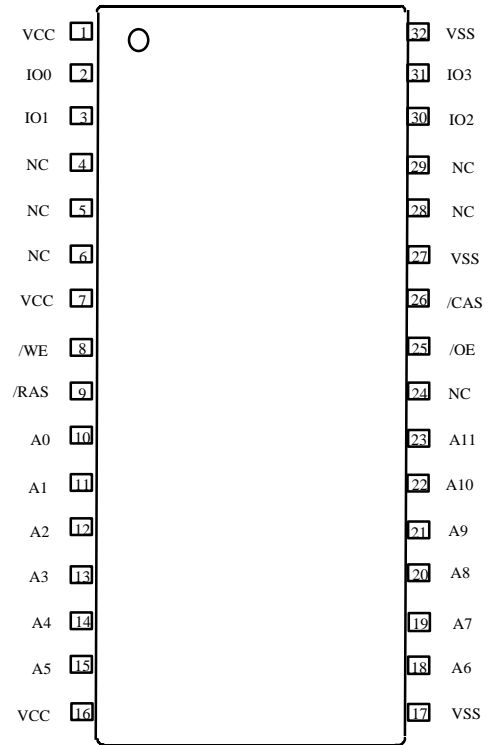 VCC 1 32 VSS
IO0 2 31 IO3
IO1 3 30 IO2
NC 4 29 NC
NC 5 28 NC
NC 6 27 VSS
VCC 7 26 /CAS
/WE 8 25 /OE
/RAS 9 24 NC
A0 10 23 A11
A1 11 22 A10
A2 12 21 A9
A3 13 20 A8
A4 14 19 A7
A5 15 18 A6
VCC 16 17 VSS